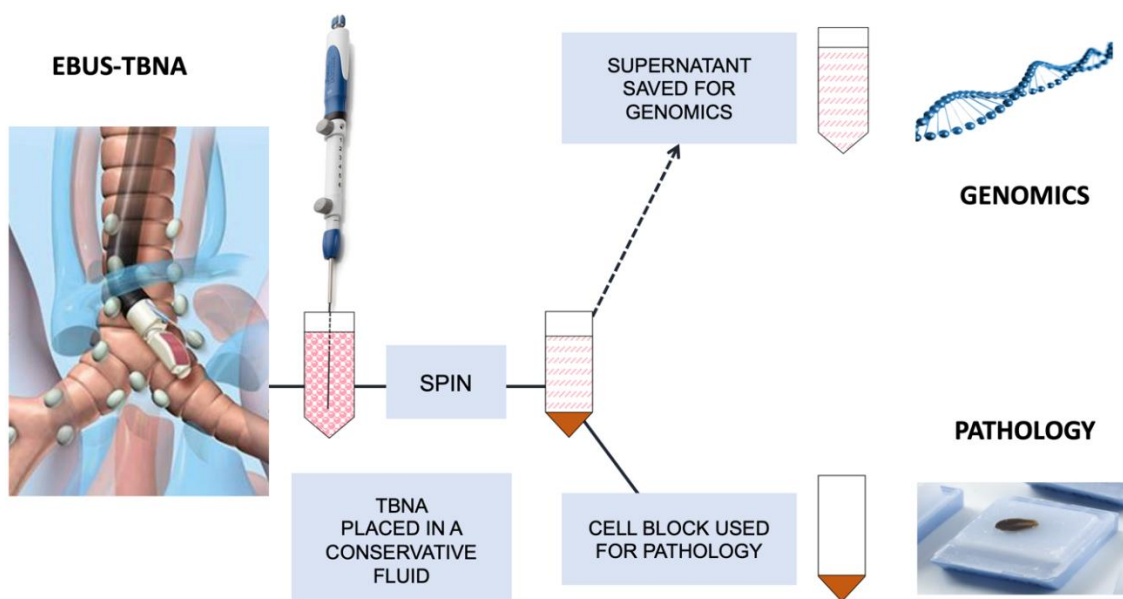 EBUS-TBNA
SUPERNATANT
SAVED FOR
GENOMICS
GENOMICS
SPIN
TBNA
PLACED IN A
CONSERVATIVE
FLUID
PATHOLOGY
CELL BLOCK USED
FOR PATHOLOGY